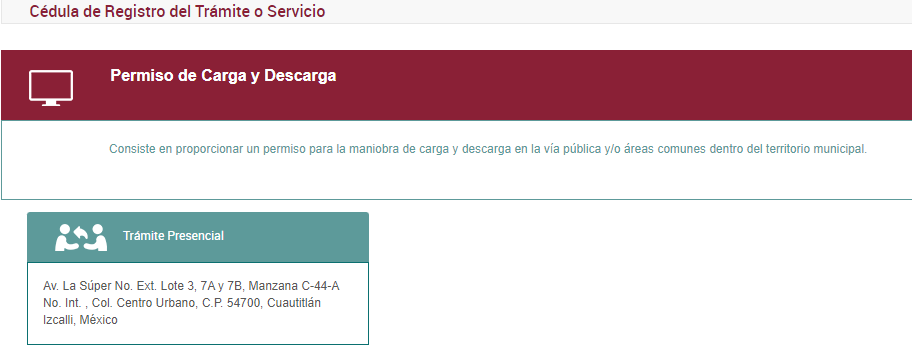 Cédula de Registro del Trámite o Servicio
Permiso de Carga y Descarga
Consiste en proporcionar un permiso para la maniobra de carga y descarga en la vía pública y/o áreas comunes dentro del territorio municipal.
Trámite Presencial
Av. La Súper No. Ext. Lote 3, 7A y 7B, Manzana C-44-A
No. Int. , Col. Centro Urbano, C.P. 54700, Cuautitlán
Izcalli, México